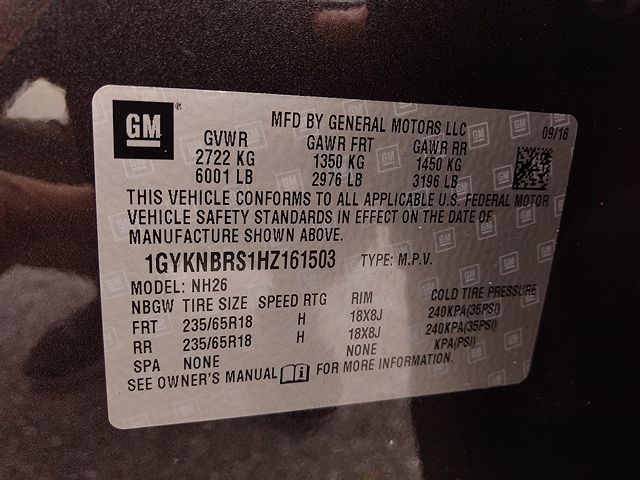 GM®
MFD BY GENERAL MOTORS LLC 09/16
GVWR GAWR FRT GAWR RR
2722 KG 1350 KG 1450 KG
6001 LB 2976 LB 3196 LB
THIS VEHICLE CONFORMS TO ALL APPLICABLE U.S. FEDERAL MOTOR
VEHICLE SAFETY STANDARDS IN EFFECT ON THE DATE OF
MANUFACTURE SHOWN ABOVE.
1GYKNBRS1HZ161503 TYPE: M.P.V.
MODEL: NH26
NBGW TIRE SIZE SPEED RTG RIM COLD TIRE PRESSURE
FRT 235/65R18 H 18X8J 240KPA(35PSI)
RR 235/65R18 H 18X8J 240KPA(35PSI)
SPA NONE NONE KPA(PSI)
SEE OWNER'S MANUAL FOR MORE INFORMATION.